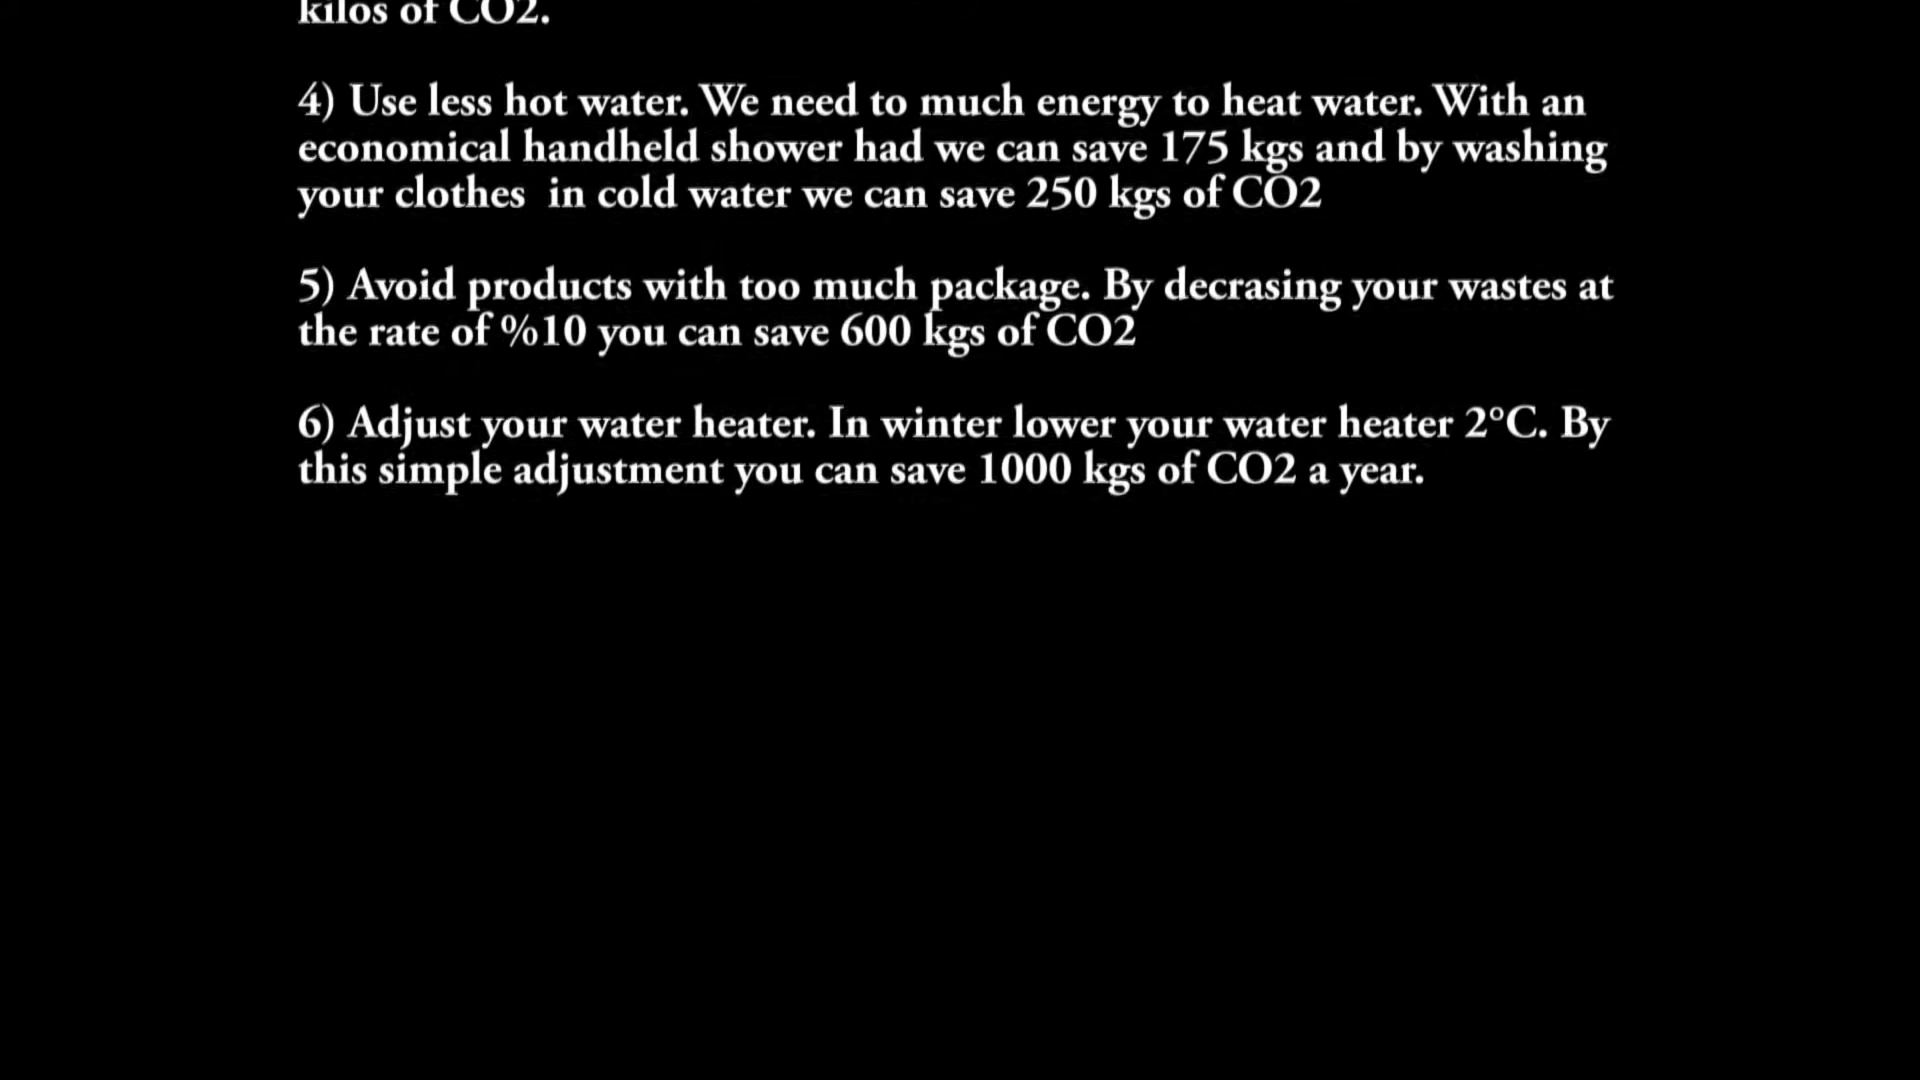 kilos of CO2.
4) Use less hot water. We need to much energy to heat water. With an
economical handheld shower had we can save 175 kgs and by washing
your clothes  in cold water we can save 250 kgs of CO2
5) Avoid products with too much package. By decrasing your wastes at
the rate of %10 you can save 600 kgs of CO2
6) Adjust your water heater. In winter lower your water heater 2°C. By
this simple adjustment you can save 1000 kgs of CO2 a year.